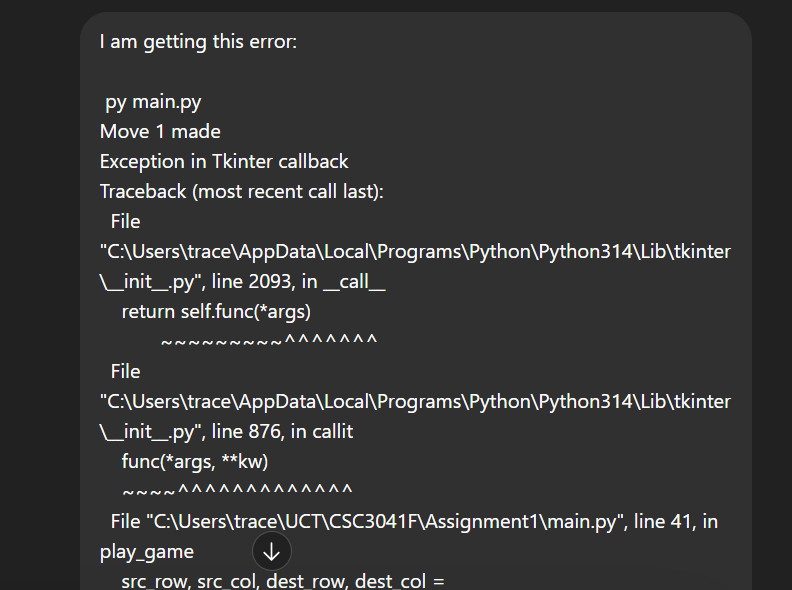 I am getting this error:
py main.py
Move 1 made
Exception in Tkinter callback
Traceback (most recent call last):
File
"C:\Users\trace\AppData\Local\Programs\Python\Python314\Lib\tkinter
\__init__.py", line 2093, in __call__
return self.func(*args)
~~~~~~~~~^^^^^^^
File
"C:\Users\trace\AppData\Local\Programs\Python\Python314\Lib\tkinter
\__init__.py", line 876, in callit
func(*args, **kw)
~~~~^^^^^^^^^^^^^
File "C:\Users\trace\UCT\CSC3041F\Assignment1\main.py", line 41, in
play_game
src_row, src_col, dest_row, dest_col =